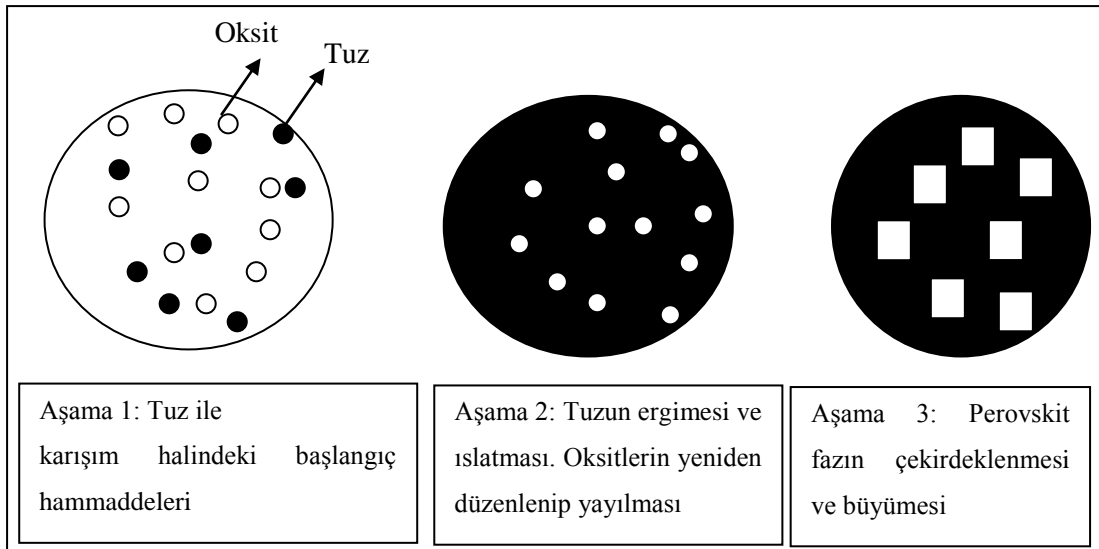 Oksit
Tuz
Aşama 1: Tuz ile
karışım halindeki başlangıç
hammaddeleri
Aşama 2: Tuzun ergimesi ve
ıslatması. Oksitlerin yeniden
düzenlenip yayılması
Aşama 3: Perovskit
fazın çekirdeklenmesi
ve büyümesi